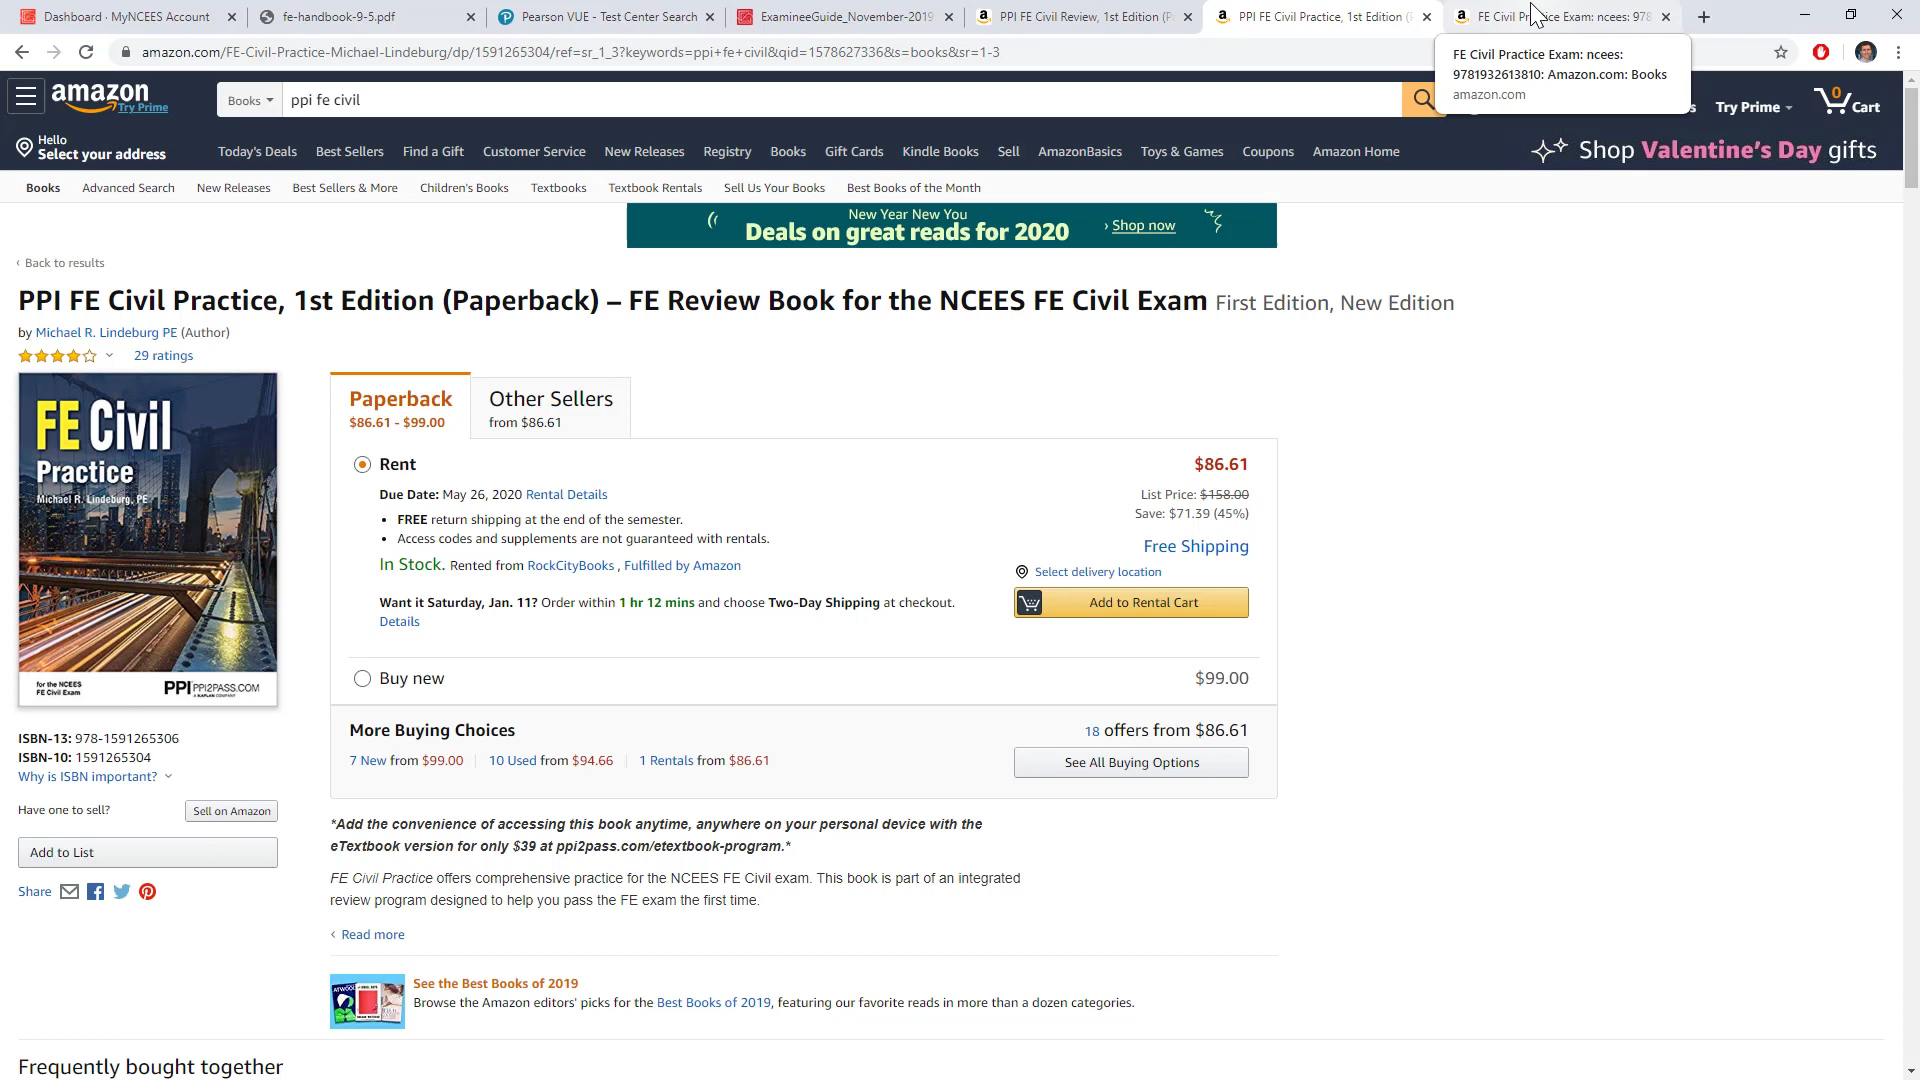 Dashboard · MyNCEES Account
fe-handbook-9-5.pdf
Pearson VUE - Test Center Search
ExamineeGuide_November-2019
PPI FE Civil Review, 1st Edition (P
PPI FE Civil Practice, 1st Edition (
FE Civil Practice Exam: ncees: 978
amazon.com/FE-Civil-Practice-Michael-Lindeburg/dp/1591265304/ref=sr_1_3?keywords=ppi+fe+civil&qid=1578627336&s=books&sr=1-3
FE Civil Practice Exam: ncees:
9781932613810: Amazon.com: Books
amazon.com
amazon
Try Prime
Books
ppi fe civil
Try Prime
0
Cart
Hello
Select your address
Today's Deals Best Sellers Find a Gift Customer Service New Releases Registry Books Gift Cards Kindle Books Sell AmazonBasics Toys & Games Coupons Amazon Home
Shop Valentine's Day gifts
Books Advanced Search New Releases Best Sellers & More Children's Books Textbooks Textbook Rentals Sell Us Your Books Best Books of the Month
New Year New You
Deals on great reads for 2020
› Shop now
‹ Back to results
PPI FE Civil Practice, 1st Edition (Paperback) – FE Review Book for the NCEES FE Civil Exam First Edition, New Edition
by Michael R. Lindeburg PE (Author)
29 ratings
FE Civil
Practice
Michael R. Lindeburg, PE
for the NCEES
FE Civil Exam
PPI PPI2PASS.COM
A KAPLAN COMPANY
ISBN-13: 978-1591265306
ISBN-10: 1591265304
Why is ISBN important?
Have one to sell?
Sell on Amazon
Add to List
Share
Paperback
$86.61 - $99.00
Other Sellers
from $86.61
Rent
$86.61
Due Date: May 26, 2020 Rental Details
List Price: $158.00
Save: $71.39 (45%)
• FREE return shipping at the end of the semester.
• Access codes and supplements are not guaranteed with rentals.
Free Shipping
In Stock. Rented from RockCityBooks , Fulfilled by Amazon
Select delivery location
Add to Rental Cart
Want it Saturday, Jan. 11? Order within 1 hr 12 mins and choose Two-Day Shipping at checkout.
Details
Buy new
$99.00
More Buying Choices
18 offers from $86.61
7 New from $99.00
10 Used from $94.66
1 Rentals from $86.61
See All Buying Options
*Add the convenience of accessing this book anytime, anywhere on your personal device with the
eTextbook version for only $39 at ppi2pass.com/etextbook-program.*
FE Civil Practice offers comprehensive practice for the NCEES FE Civil exam. This book is part of an integrated
review program designed to help you pass the FE exam the first time.
‹ Read more
See the Best Books of 2019
Browse the Amazon editors' picks for the Best Books of 2019, featuring our favorite reads in more than a dozen categories.
Frequently bought together